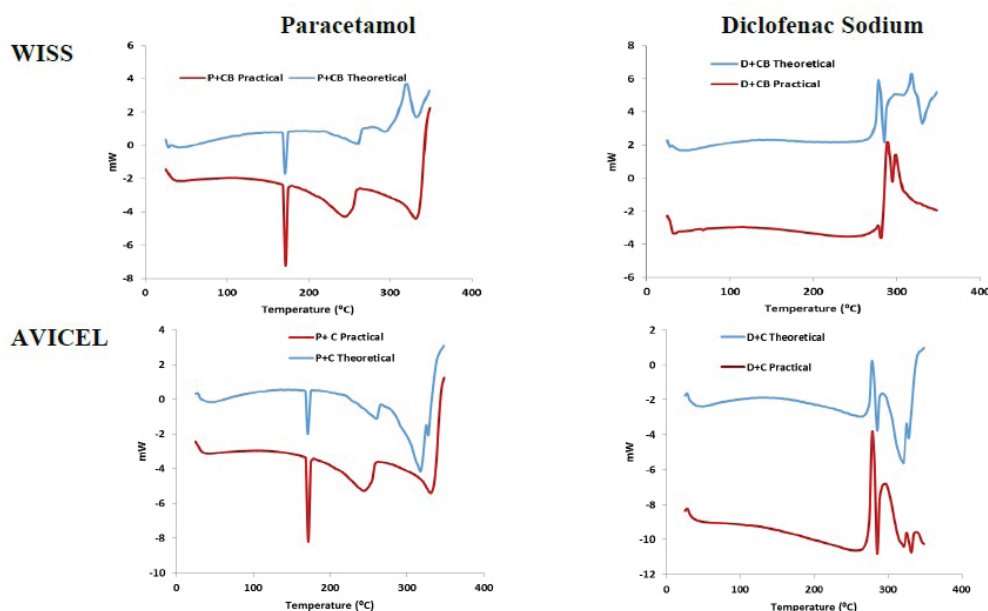 Paracetamol
Diclofenac Sodium
WISS
6
4
2
0
-2
-4
-6
-8
mW
P+CB Practical
P+CB Theoretical
0
100
200
300
400
Temperature (⁰C)
8
6
4
2
0
-2
-4
-6
mW
D+CB Theoretical
D+CB Practical
0
100
200
300
400
Temperature (⁰C)
AVICEL
4
2
0
-2
-4
-6
-8
-10
mW
P+ C Practical
P+C Theoretical
0
100
200
300
400
Temperature (⁰C)
2
0
-2
-4
-6
-8
-10
-12
mW
D+C Theoretical
D+C Practical
0
100
200
300
400
Temperature (⁰C)